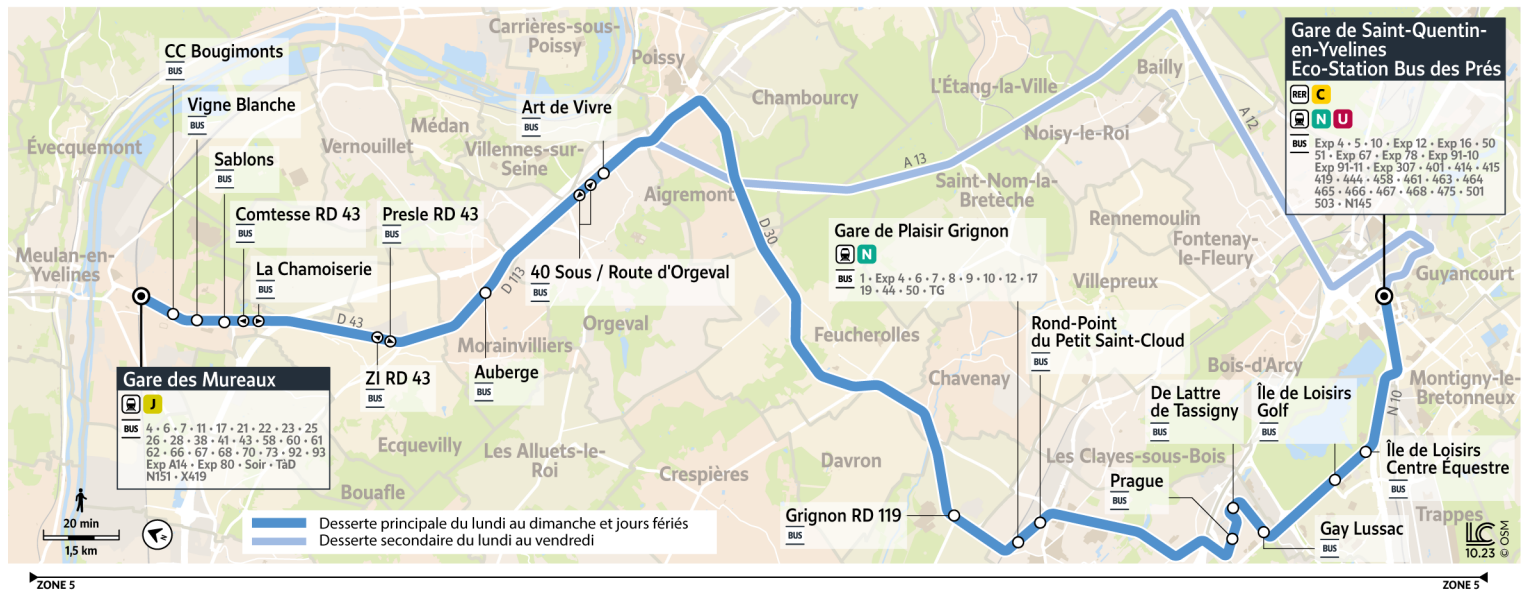 Carrières-sous-
Poissy
Poissy
CC Bougimonts
BUS
Vigne Blanche
BUS
Sablons
BUS
Comtesse RD 43
BUS
La Chamoiserie
BUS
Presle RD 43
BUS
Art de Vivre
BUS
40 Sous / Route d'Orgeval
BUS
ZI RD 43
BUS
Auberge
BUS
Évecquemont
Vernouillet
Médan
Villennes-sur-
Seine
Chambourcy
Aigremont
L'Étang-la-Ville
Bailly
Noisy-le-Roi
Saint-Nom-la-
Bretèche
Rennemoulin
Fontenay-
le-Fleury
Villepreux
Guyancourt
Meulan-en-
Yvelines
Orgeval
Morainvilliers
Feucherolles
Chavenay
Bois-d'Arcy
Montigny-le-
Bretonneux
Ecquevilly
Les Alluets-le-
Roi
Crespières
Davron
Les Clayes-sous-Bois
Bouafle
Trappes
A 12
A 13
D 30
D 113
D 43
N 10
Gare de Saint-Quentin-
en-Yvelines
Eco-Station Bus des Prés
RER C
N U
BUS
Exp 4 • 5 • 10 • Exp 12 • Exp 16 • 50
51 • Exp 67 • Exp 78 • Exp 91-10
Exp 91-11 • Exp 307 • 401 • 414 • 415
419 • 444 • 458 • 461 • 463 • 464
465 • 466 • 467 • 468 • 475 • 501
503 • N145
Gare de Plaisir Grignon
N
BUS
1 • Exp 4 • 6 • 7 • 8 • 9 • 10 • 12 • 17
19 • 44 • 50 • TG
Rond-Point
du Petit Saint-Cloud
BUS
De Lattre
de Tassigny
BUS
Île de Loisirs
Golf
BUS
Île de Loisirs
Centre Équestre
BUS
Prague
BUS
Gay Lussac
BUS
Grignon RD 119
BUS
Gare des Mureaux
J
BUS
4 • 6 • 7 • 11 • 17 • 21 • 22 • 23 • 25
26 • 28 • 38 • 41 • 43 • 58 • 60 • 61
62 • 66 • 67 • 68 • 70 • 73 • 92 • 93
Exp A14 • Exp 80 • Soir • TàD
N151 • X419
20 min
1,5 km
N
Desserte principale du lundi au dimanche et jours fériés
Desserte secondaire du lundi au vendredi
LC
10.23 © OSM
ZONE 5
ZONE 5